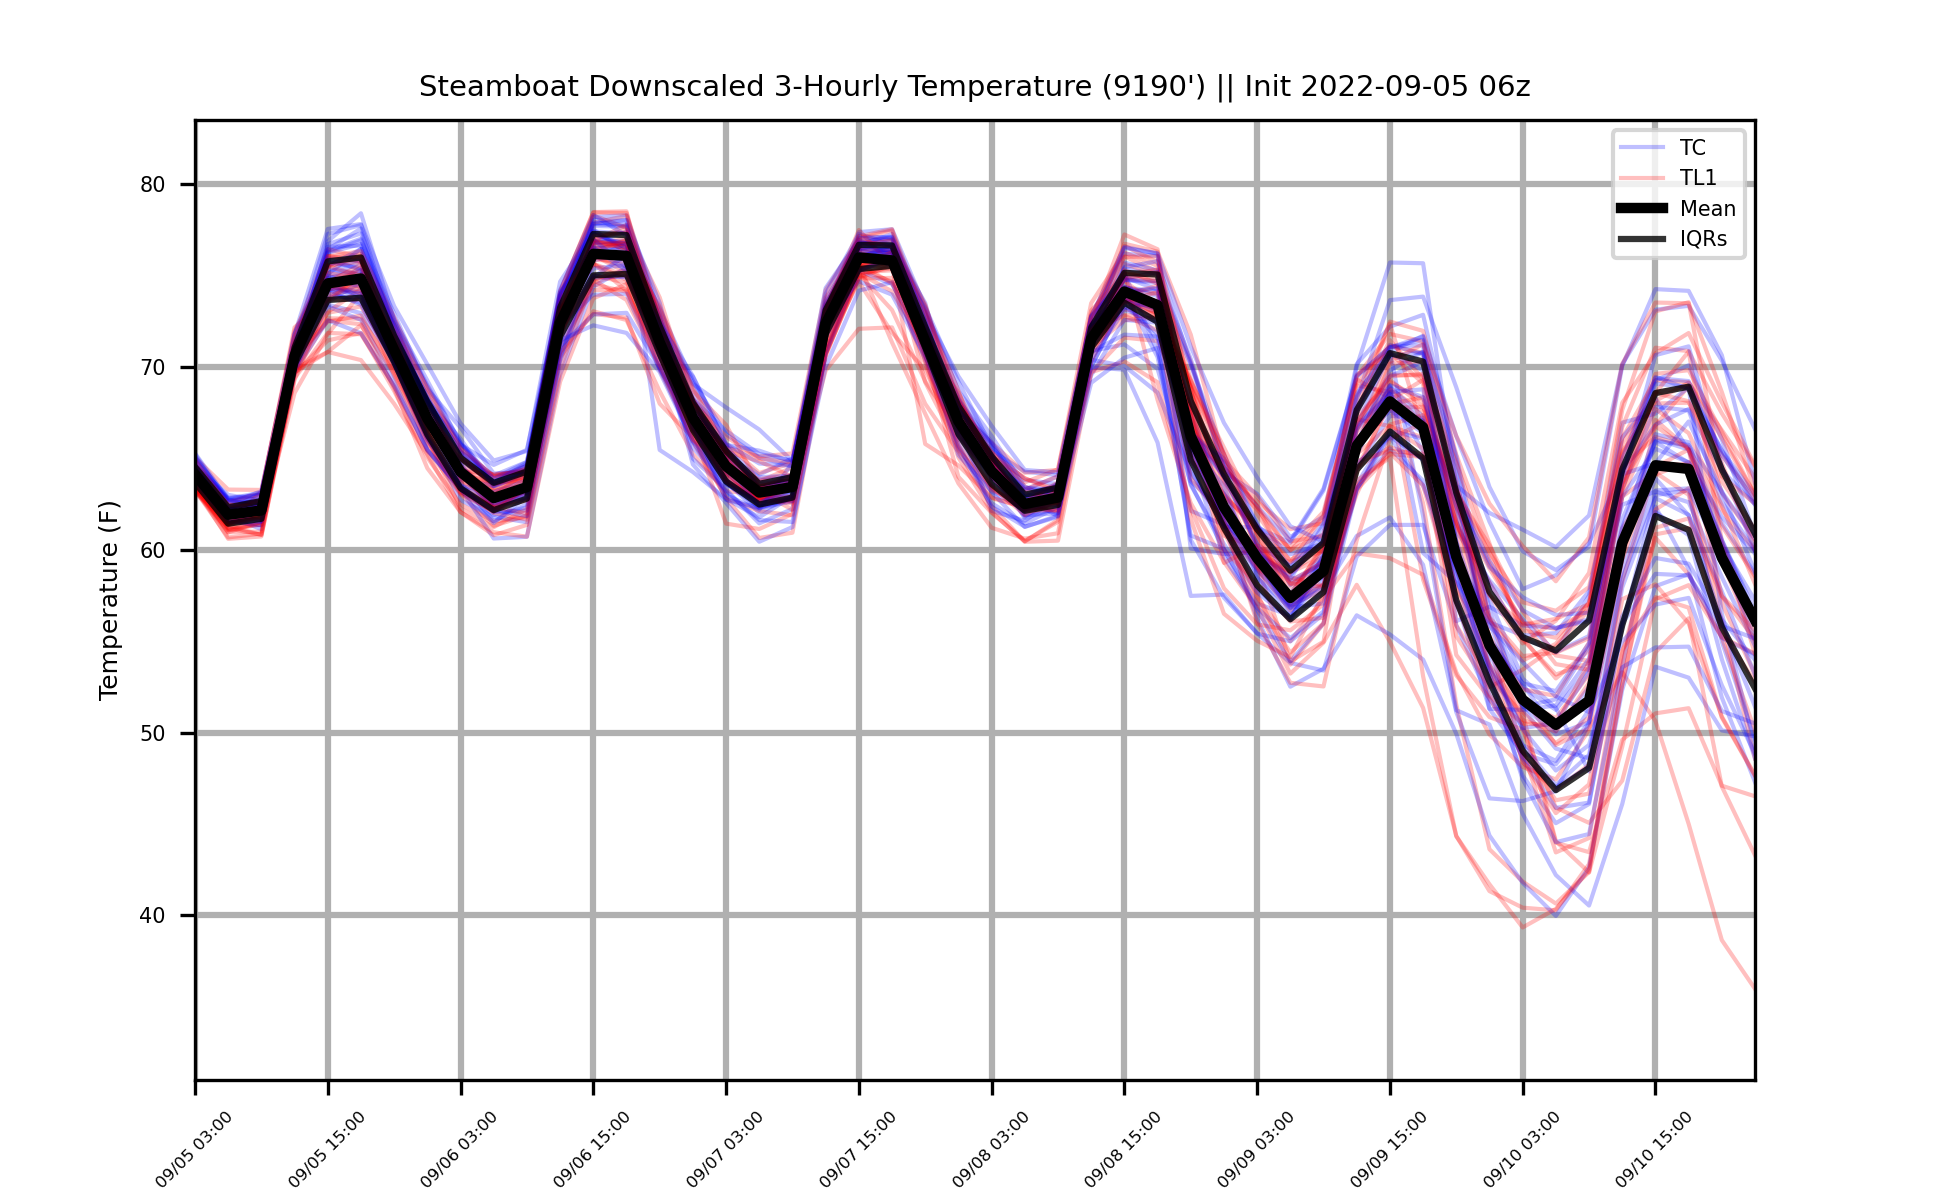 Steamboat Downscaled 3-Hourly Temperature (9190') || Init 2022-09-05 06z
TC
TL1
Mean
IQRs
Temperature (F)
80
70
60
50
40
09/05 03:00
09/05 15:00
09/06 03:00
09/06 15:00
09/07 03:00
09/07 15:00
09/08 03:00
09/08 15:00
09/09 03:00
09/09 15:00
09/10 03:00
09/10 15:00